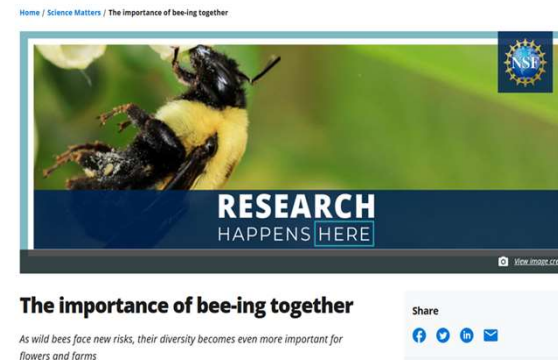 Home / Science Matters / The importance of bee-ing together
NSF
RESEARCH
HAPPENS HERE
View image cre
The importance of bee-ing together
As wild bees face new risks, their diversity becomes even more important for
flowers and farms
Share